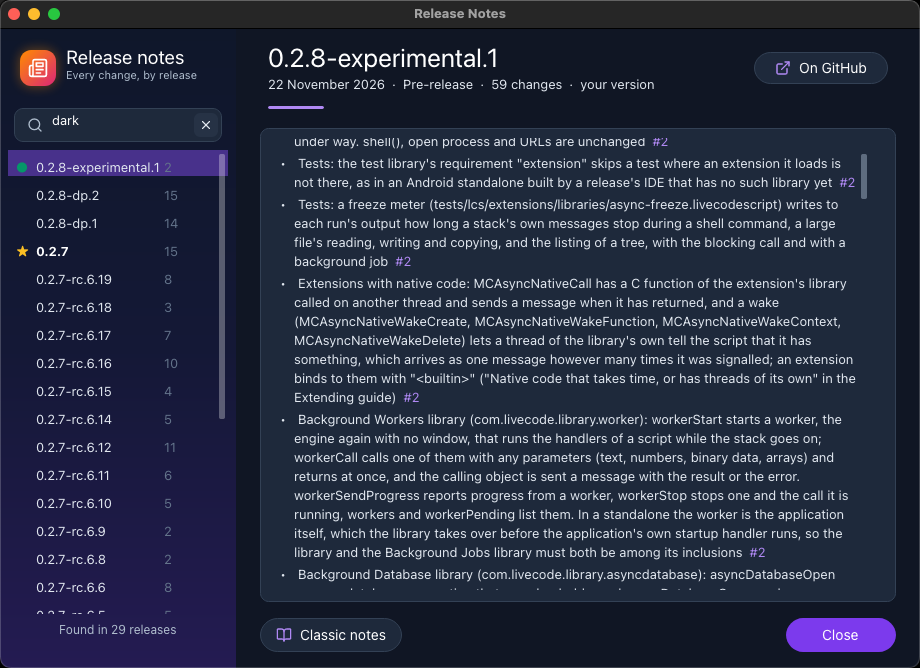 Release Notes
Release notes
Every change, by release
dark
0.2.8-experimental.1 2
0.2.8-dp.2 15
0.2.8-dp.1 14
0.2.7 15
0.2.7-rc.6.19 8
0.2.7-rc.6.18 3
0.2.7-rc.6.17 7
0.2.7-rc.6.16 10
0.2.7-rc.6.15 4
0.2.7-rc.6.14 5
0.2.7-rc.6.12 11
0.2.7-rc.6.11 6
0.2.7-rc.6.10 5
0.2.7-rc.6.9 2
0.2.7-rc.6.8 2
0.2.7-rc.6.6 8
0.2.7-rc.6.5 5
Found in 29 releases
0.2.8-experimental.1
22 November 2026 · Pre-release · 59 changes · your version
On GitHub
under way. shell(), open process and URLs are unchanged #2
• Tests: the test library's requirement "extension" skips a test where an extension it loads is
not there, as in an Android standalone built by a release's IDE that has no such library yet #2
• Tests: a freeze meter (tests/lcs/extensions/libraries/async-freeze.livecodescript) writes to
each run's output how long a stack's own messages stop during a shell command, a large
file's reading, writing and copying, and the listing of a tree, with the blocking call and with a
background job #2
• Extensions with native code: MCAsyncNativeCall has a C function of the extension's library
called on another thread and sends a message when it has returned, and a wake
(MCAsyncNativeWakeCreate, MCAsyncNativeWakeFunction, MCAsyncNativeWakeContext,
MCAsyncNativeWakeDelete) lets a thread of the library's own tell the script that it has
something, which arrives as one message however many times it was signalled; an extension
binds to them with "<builtin>" ("Native code that takes time, or has threads of its own" in the
Extending guide) #2
• Background Workers library (com.livecode.library.worker): workerStart starts a worker, the
engine again with no window, that runs the handlers of a script while the stack goes on;
workerCall calls one of them with any parameters (text, numbers, binary data, arrays) and
returns at once, and the calling object is sent a message with the result or the error.
workerSendProgress reports progress from a worker, workerStop stops one and the call it is
running, workers and workerPending list them. In a standalone the worker is the application
itself, which the library takes over before the application's own startup handler runs, so the
library and the Background Jobs library must both be among its inclusions #2
• Background Database library (com.livecode.library.asyncdatabase): asyncDatabaseOpen
Classic notes
Close